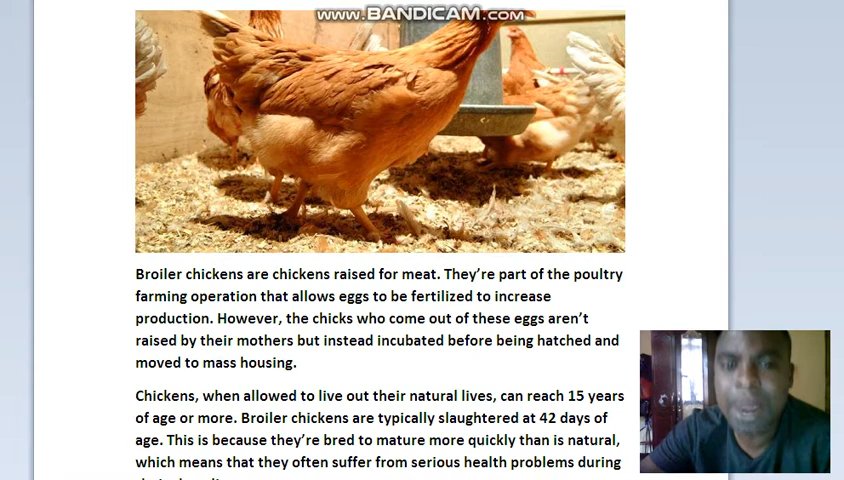 www.BANDICAM.com
Broiler chickens are chickens raised for meat. They’re part of the poultry
farming operation that allows eggs to be fertilized to increase
production. However, the chicks who come out of these eggs aren’t
raised by their mothers but instead incubated before being hatched and
moved to mass housing.
Chickens, when allowed to live out their natural lives, can reach 15 years
of age or more. Broiler chickens are typically slaughtered at 42 days of
age. This is because they’re bred to mature more quickly than is natural,
which means that they often suffer from serious health problems during